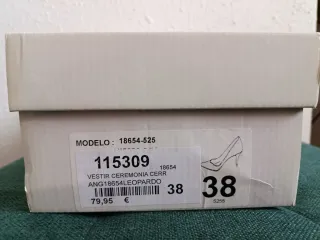 MODELO : 18654-525
115309 18654
VESTIR CEREMONIA CERR
ANG18654LEOPARDO 38
79,95 €
38